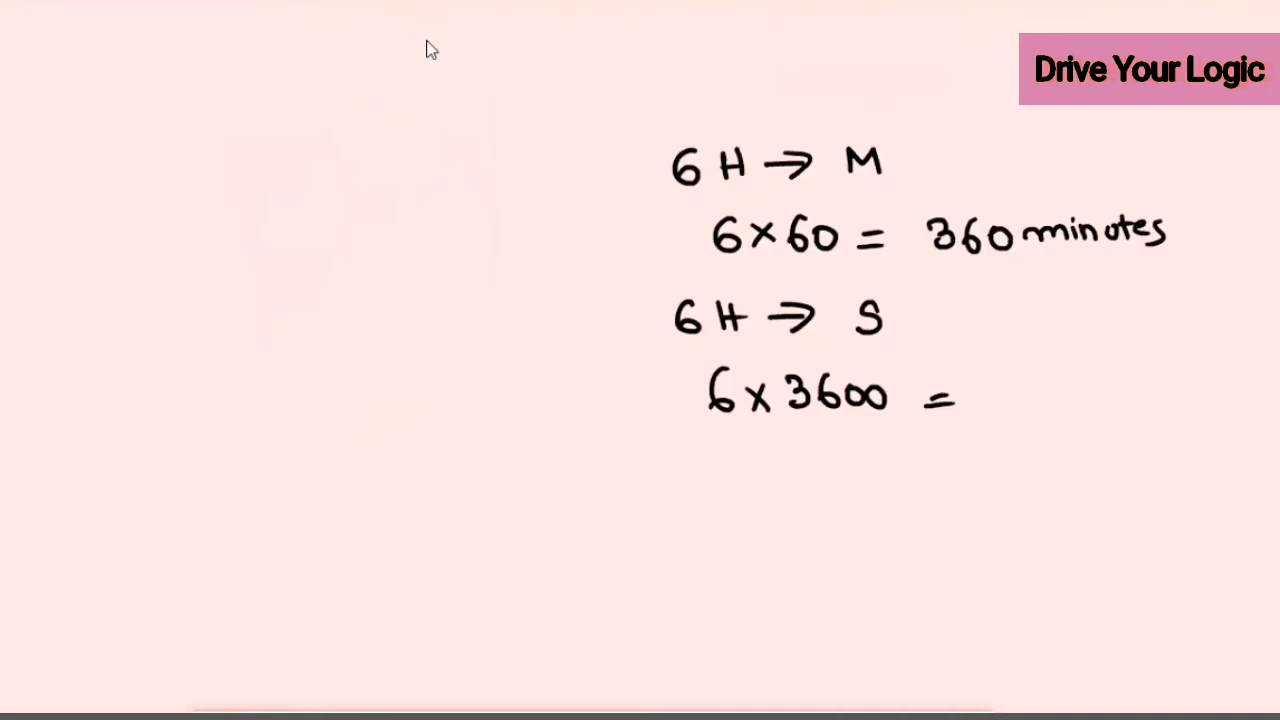 Drive Your Logic
6 H → M
6 × 60 = 360 minutes
6 H → S
6 × 3600 =